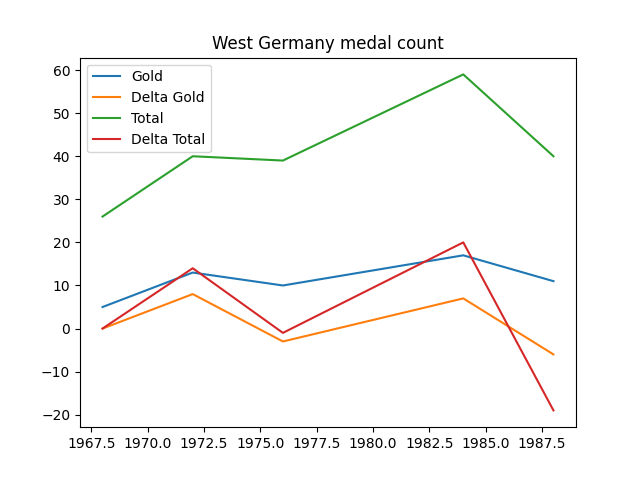 West Germany medal count
Gold
Delta Gold
Total
Delta Total
60
50
40
30
20
10
0
−10
−20
1967.5 1970.0 1972.5 1975.0 1977.5 1980.0 1982.5 1985.0 1987.5